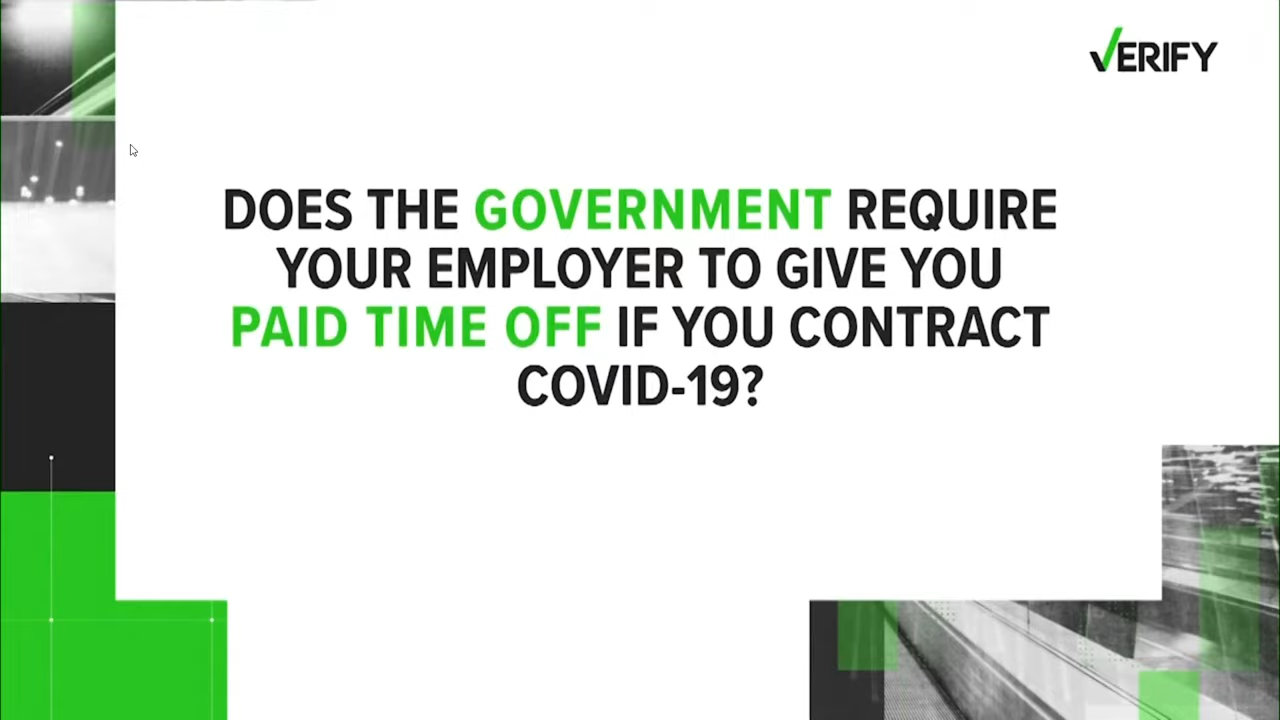 VERIFY
DOES THE GOVERNMENT REQUIRE
YOUR EMPLOYER TO GIVE YOU
PAID TIME OFF IF YOU CONTRACT
COVID-19?